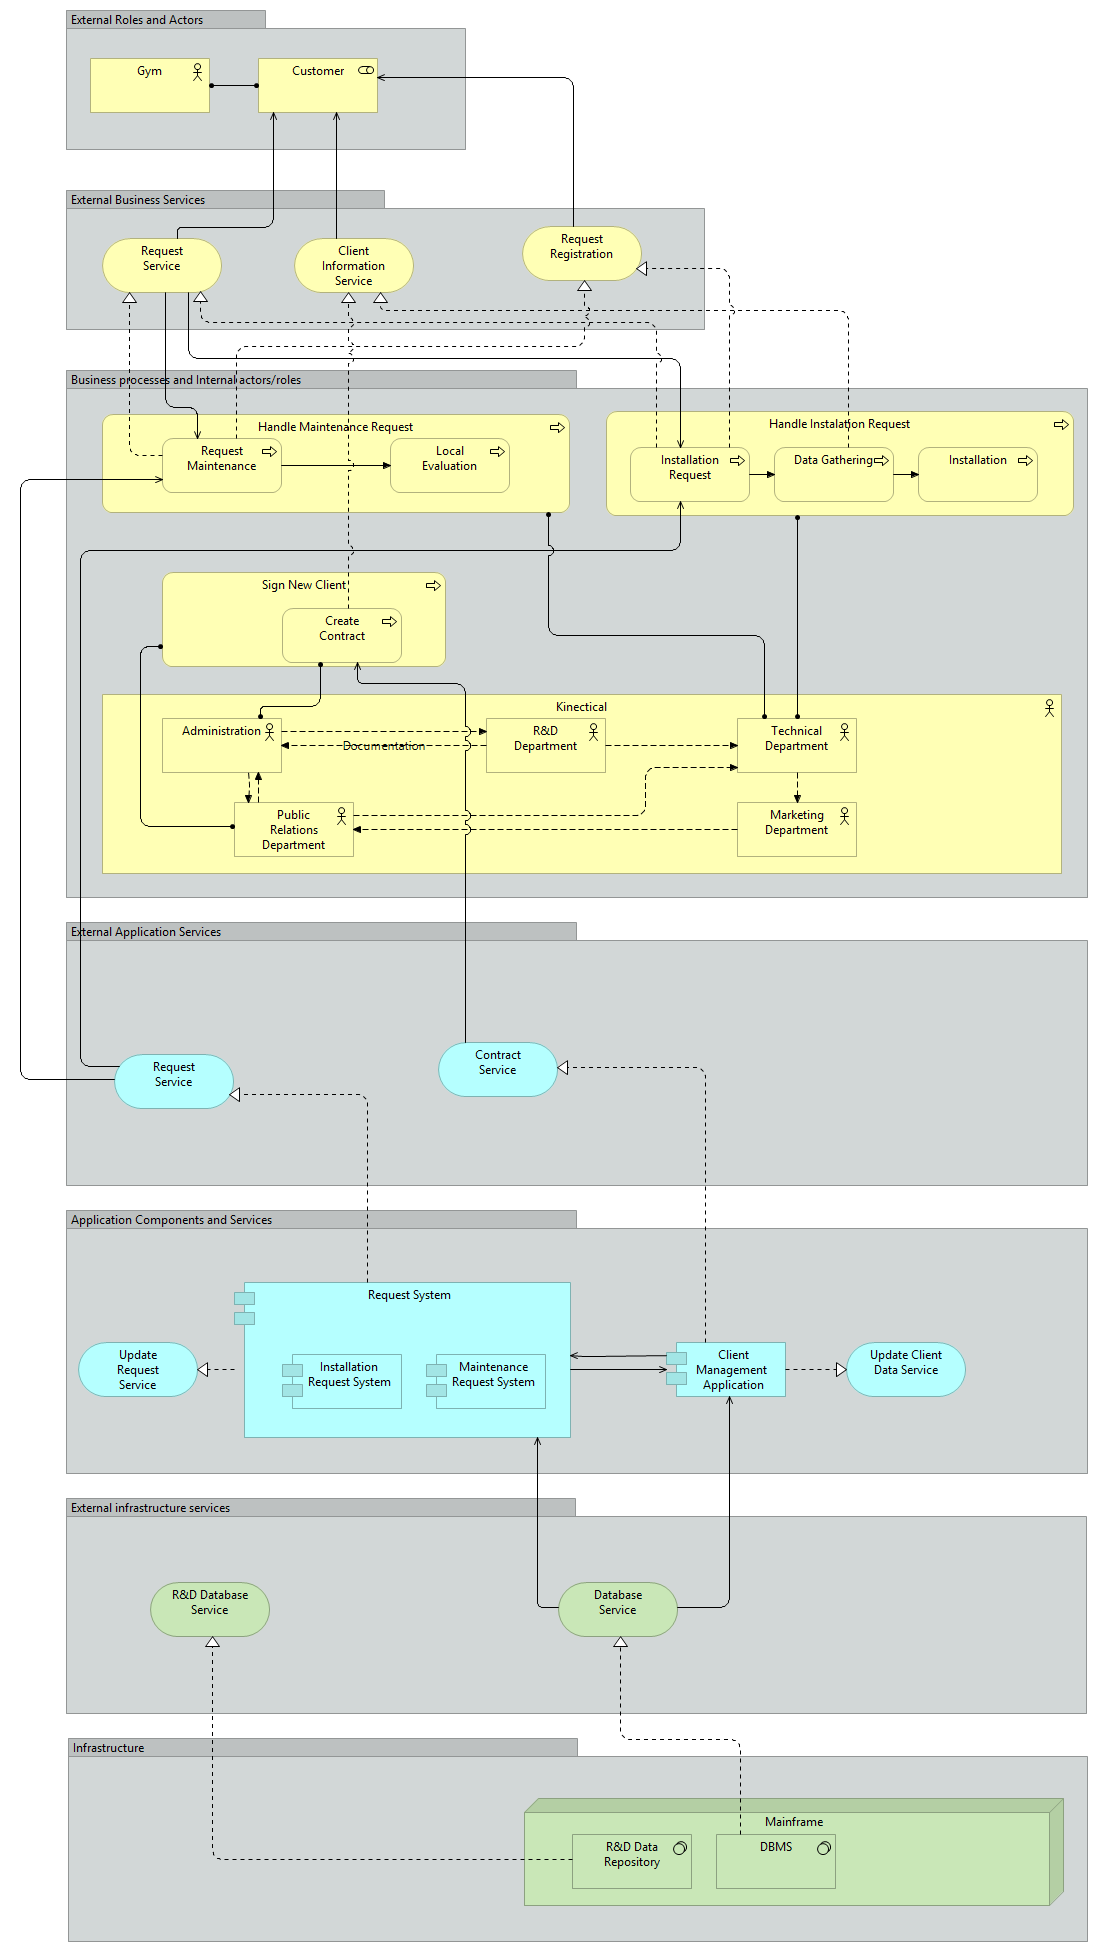 External Roles and Actors
Gym
Customer
External Business Services
Request
Service
Client
Information
Service
Request
Registration
Business processes and Internal actors/roles
Handle Maintenance Request
Request
Maintenance
Local
Evaluation
Handle Instalation Request
Installation
Request
Data Gathering
Installation
Sign New Client
Create
Contract
Kinectical
Administration
Documentation
R&D
Department
Technical
Department
Public
Relations
Department
Marketing
Department
External Application Services
Request
Service
Contract
Service
Application Components and Services
Request System
Update
Request
Service
Installation
Request System
Maintenance
Request System
Client
Management
Application
Update Client
Data Service
External infrastructure services
R&D Database
Service
Database
Service
Infrastructure
Mainframe
R&D Data
Repository
DBMS